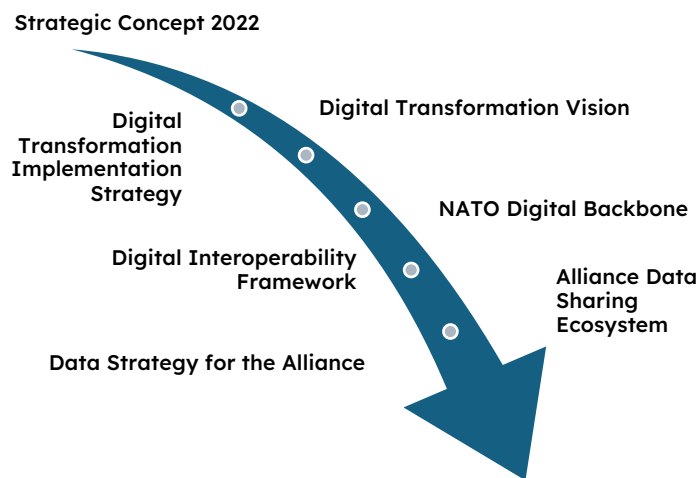 Strategic Concept 2022
Digital Transformation Vision
Digital
Transformation
Implementation
Strategy
NATO Digital Backbone
Digital Interoperability
Framework
Alliance Data
Sharing
Ecosystem
Data Strategy for the Alliance